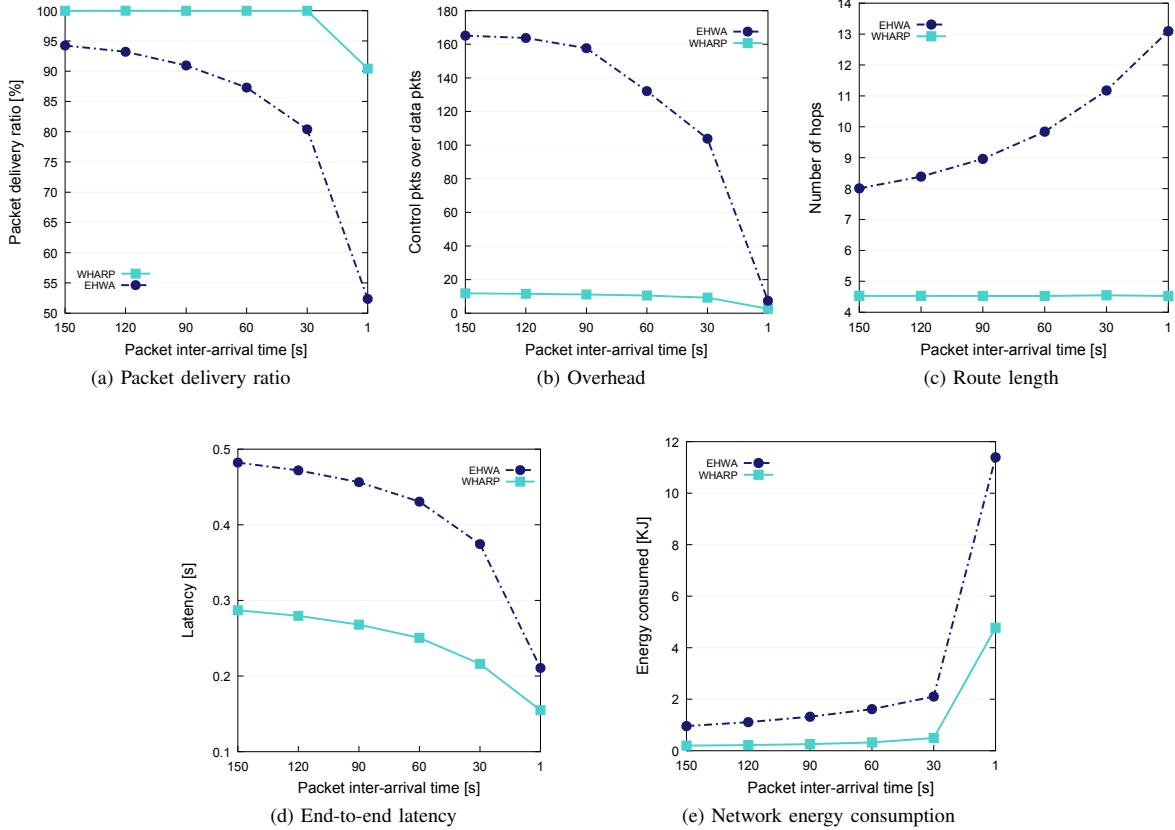 Packet delivery ratio [%]
100
95
90
85
80
75
70
65
60
55
50
WHARP
EHWA
150 120 90 60 30 1
Packet inter-arrival time [s]
(a) Packet delivery ratio
Control pkts over data pkts
180
160
140
120
100
80
60
40
20
0
EHWA
WHARP
150 120 90 60 30 1
Packet inter-arrival time [s]
(b) Overhead
Number of hops
14
13
12
11
10
9
8
7
6
5
4
EHWA
WHARP
150 120 90 60 30 1
Packet inter-arrival time [s]
(c) Route length
Latency [s]
0.5
0.4
0.3
0.2
0.1
EHWA
WHARP
150 120 90 60 30 1
Packet inter-arrival time [s]
(d) End-to-end latency
Energy consumed [KJ]
12
10
8
6
4
2
0
EHWA
WHARP
150 120 90 60 30 1
Packet inter-arrival time [s]
(e) Network energy consumption